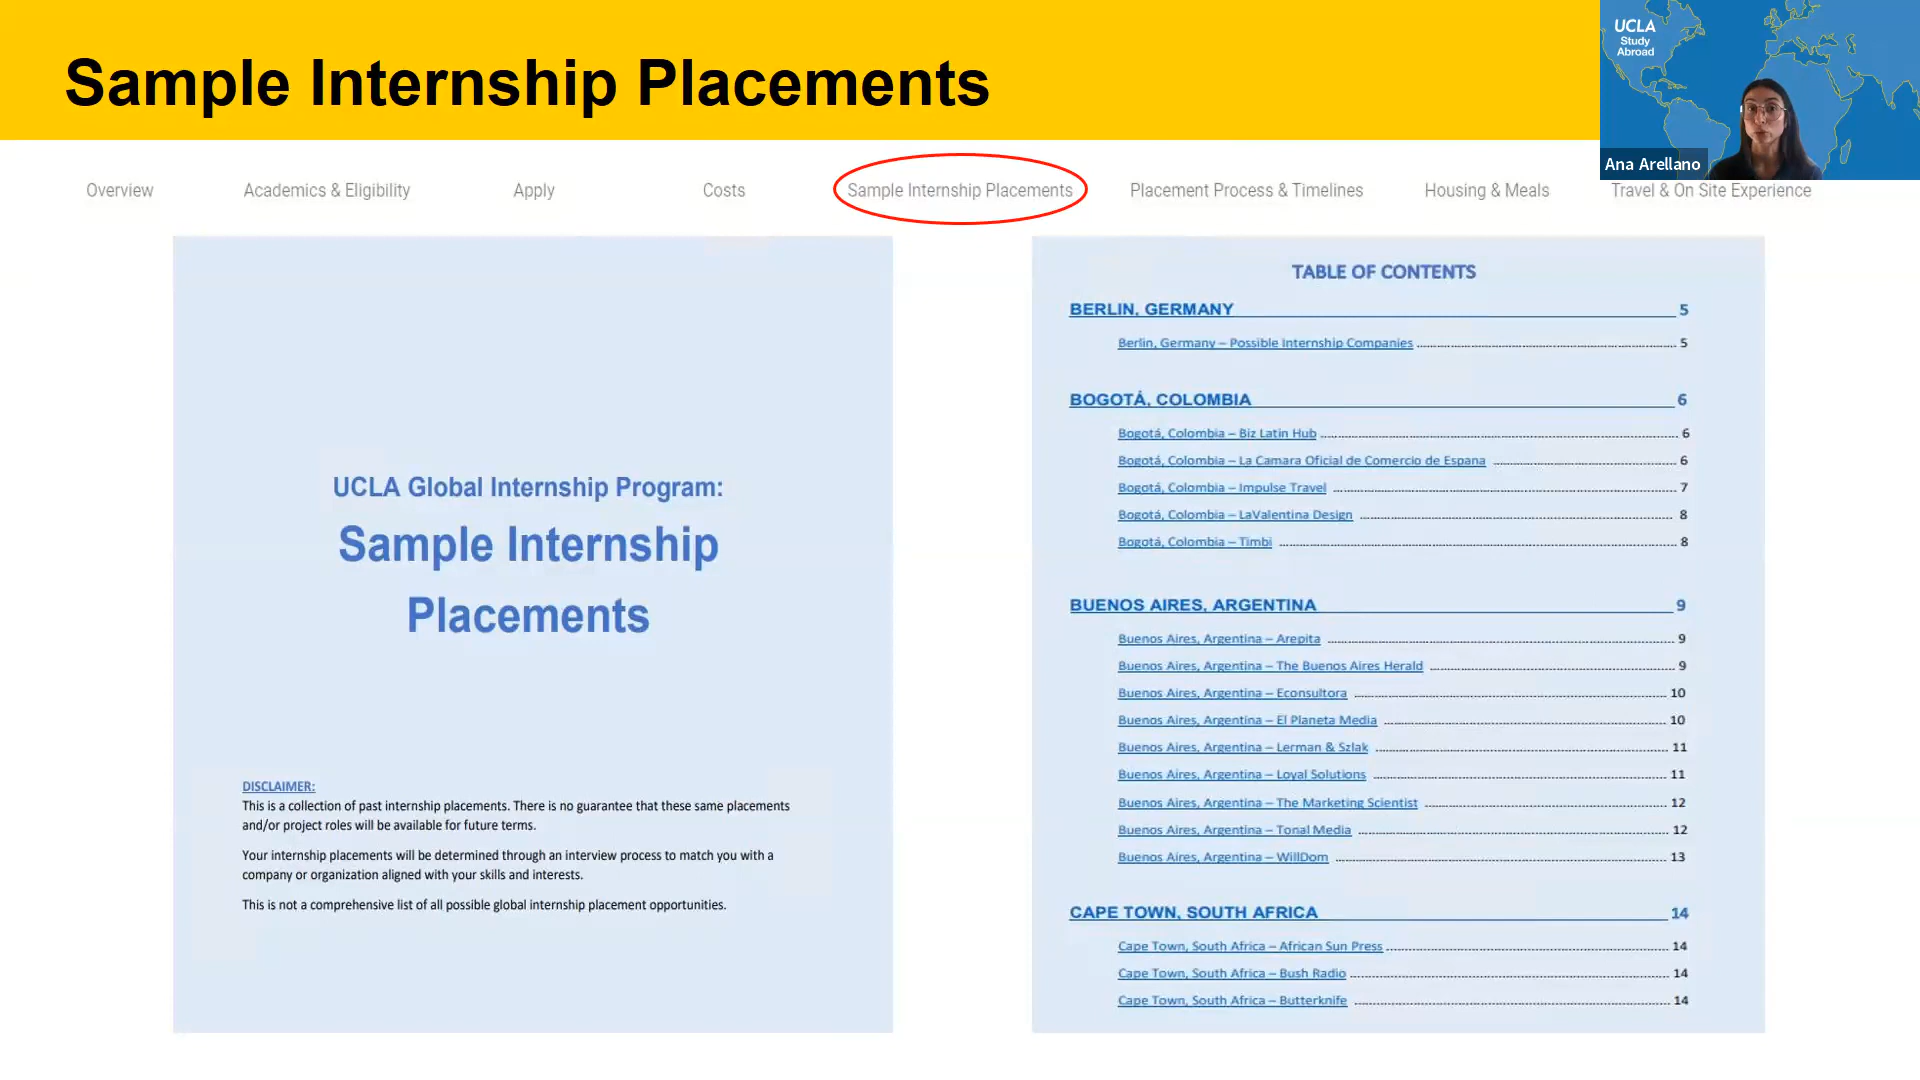 Sample Internship Placements
UCLA
Study
Abroad
Ana Arellano
Overview
Academics & Eligibility
Apply
Costs
Sample Internship Placements
Placement Process & Timelines
Housing & Meals
Travel & On Site Experience
UCLA Global Internship Program:
Sample Internship
Placements
DISCLAIMER:
This is a collection of past internship placements. There is no guarantee that these same placements
and/or project roles will be available for future terms.
Your internship placements will be determined through an interview process to match you with a
company or organization aligned with your skills and interests.
This is not a comprehensive list of all possible global internship placement opportunities.
TABLE OF CONTENTS
BERLIN, GERMANY 5
Berlin, Germany – Possible Internship Companies 5
BOGOTÁ, COLOMBIA 6
Bogotá, Colombia – Biz Latin Hub 6
Bogotá, Colombia – La Camara Oficial de Comercio de Espana 6
Bogotá, Colombia – Impulse Travel 7
Bogotá, Colombia – LaValentina Design 8
Bogotá, Colombia – Timbi 8
BUENOS AIRES, ARGENTINA 9
Buenos Aires, Argentina – Arepita 9
Buenos Aires, Argentina – The Buenos Aires Herald 9
Buenos Aires, Argentina – Econsultora 10
Buenos Aires, Argentina – El Planeta Media 10
Buenos Aires, Argentina – Lerman & Szlak 11
Buenos Aires, Argentina – Loyal Solutions 11
Buenos Aires, Argentina – The Marketing Scientist 12
Buenos Aires, Argentina – Tonal Media 12
Buenos Aires, Argentina – WillDom 13
CAPE TOWN, SOUTH AFRICA 14
Cape Town, South Africa – African Sun Press 14
Cape Town, South Africa – Bush Radio 14
Cape Town, South Africa – Butterknife 14